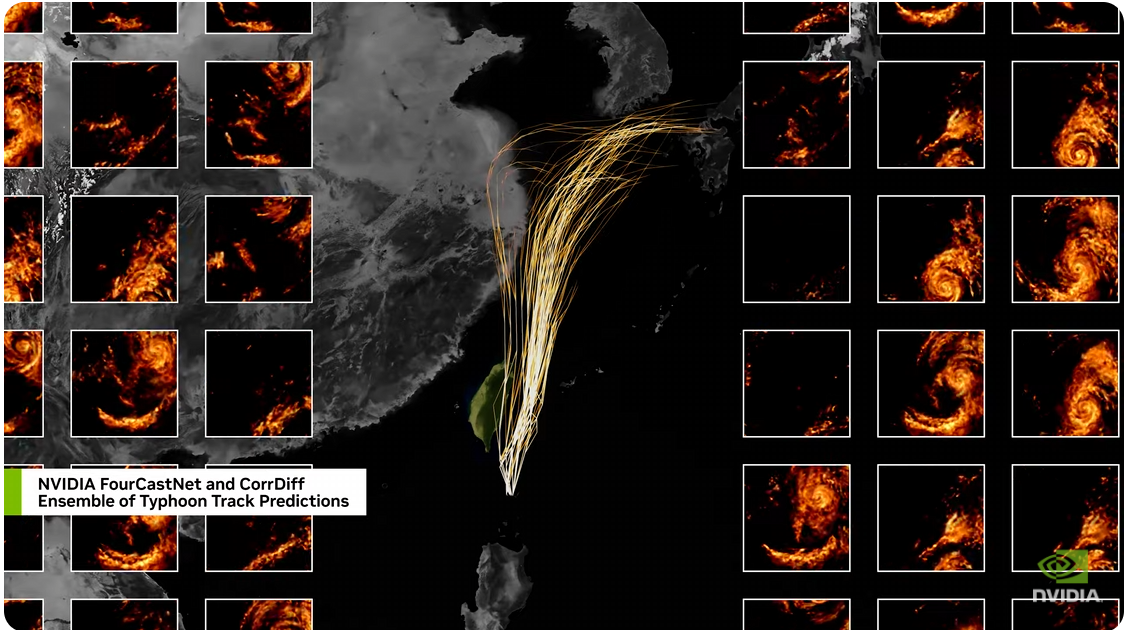 NVIDIA FourCastNet and CorrDiff
Ensemble of Typhoon Track Predictions
NVIDIA